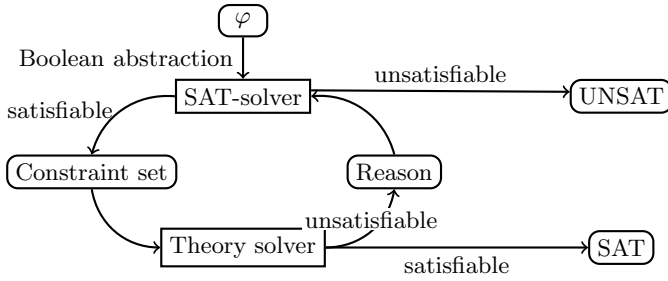 φ
Boolean abstraction
SAT-solver
unsatisfiable
UNSAT
satisfiable
Constraint set
Reason
unsatisfiable
Theory solver
satisfiable
SAT